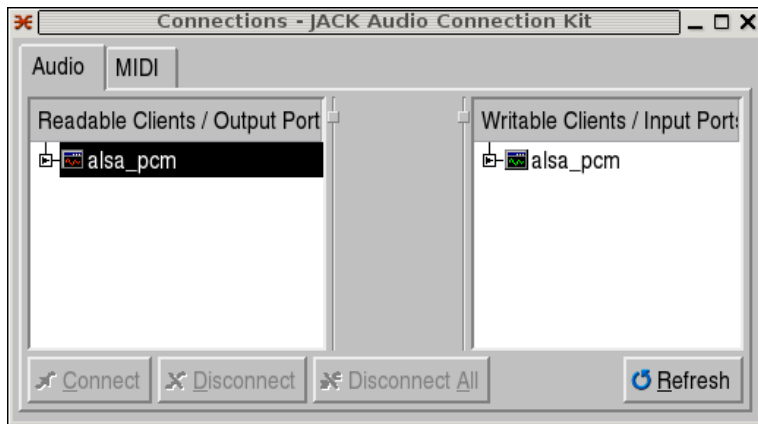 Connections - JACK Audio Connection Kit
Audio MIDI
Readable Clients / Output Port
Writable Clients / Input Ports
alsa_pcm
alsa_pcm
Connect Disconnect Disconnect All Refresh